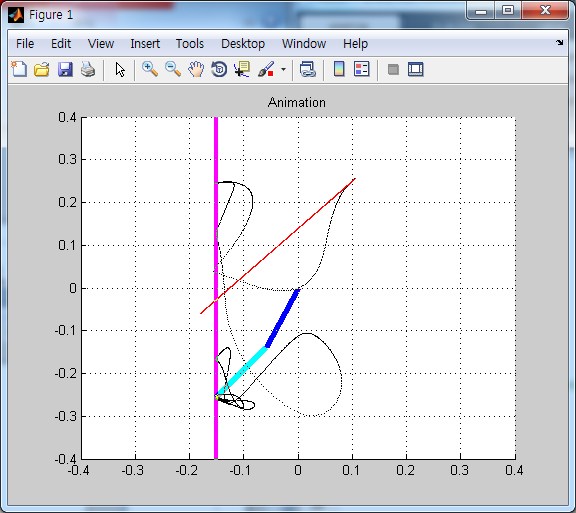 Figure 1
File Edit View Insert Tools Desktop Window Help
Animation
0.4
0.3
0.2
0.1
0
-0.1
-0.2
-0.3
-0.4
-0.4 -0.3 -0.2 -0.1 0 0.1 0.2 0.3 0.4